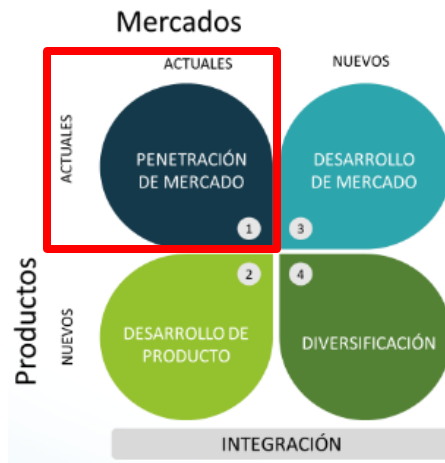 Mercados
ACTUALES
NUEVOS
Productos
ACTUALES
NUEVOS
PENETRACIÓN
DE MERCADO
1
DESARROLLO
DE MERCADO
3
2
DESARROLLO DE
PRODUCTO
4
DIVERSIFICACIÓN
INTEGRACIÓN